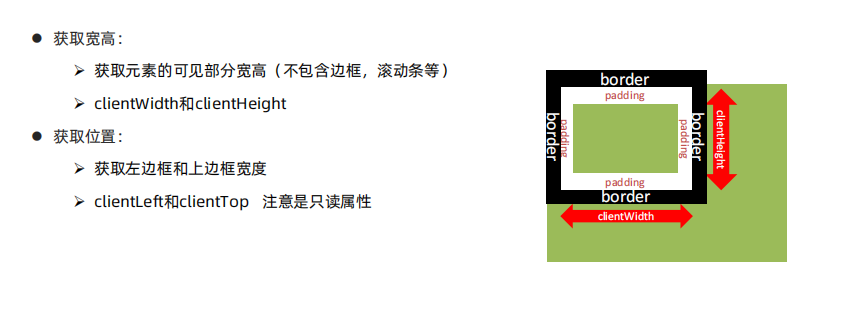 ● 获取宽高：
➢ 获取元素的可见部分宽高（不包含边框，滚动条等）
➢ clientWidth和clientHeight
● 获取位置：
➢ 获取左边框和上边框宽度
➢ clientLeft和clientTop 注意是只读属性
border
padding
border
padding
padding
border
clientHeight
padding
border
clientWidth